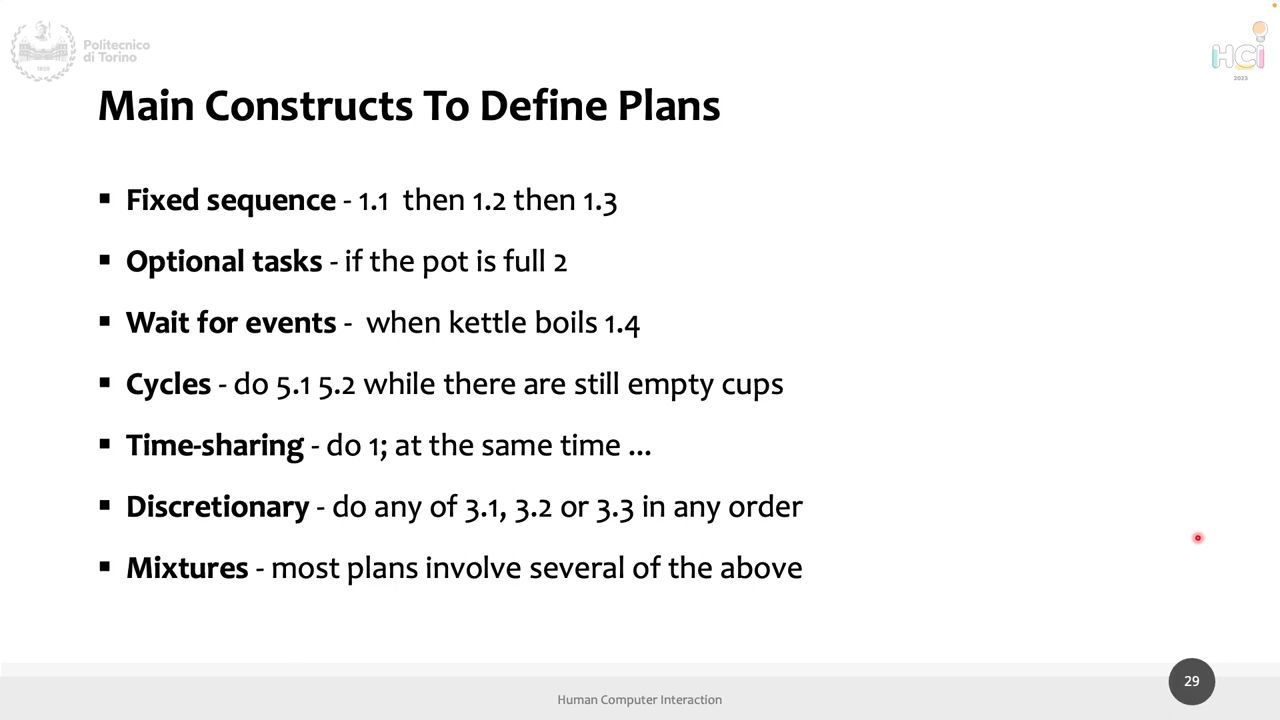 Politecnico
di Torino
1859
HCI
2023
Main Constructs To Define Plans
▪ Fixed sequence - 1.1 then 1.2 then 1.3
▪ Optional tasks - if the pot is full 2
▪ Wait for events - when kettle boils 1.4
▪ Cycles - do 5.1 5.2 while there are still empty cups
▪ Time-sharing - do 1; at the same time ...
▪ Discretionary - do any of 3.1, 3.2 or 3.3 in any order
▪ Mixtures - most plans involve several of the above
Human Computer Interaction
29